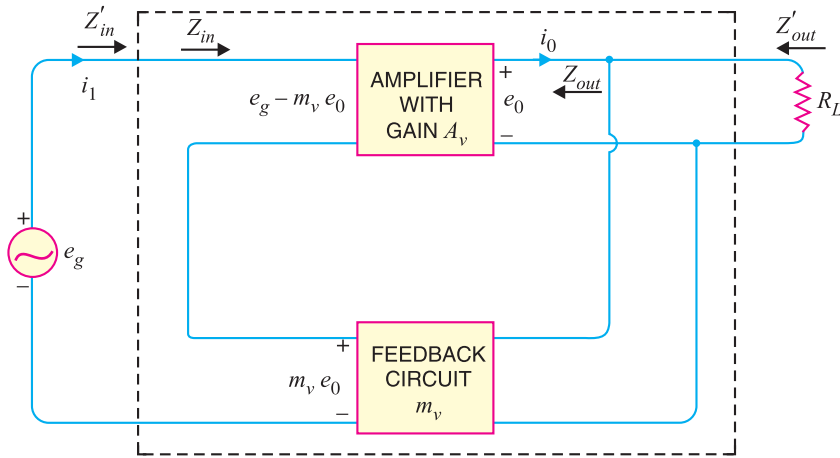 Z'in
Zin
i1
i0
Z'out
Zout
AMPLIFIER
WITH
GAIN Av
eg – mv e0
+
e0
–
RL
+
eg
–
+
mv e0
–
FEEDBACK
CIRCUIT
mv